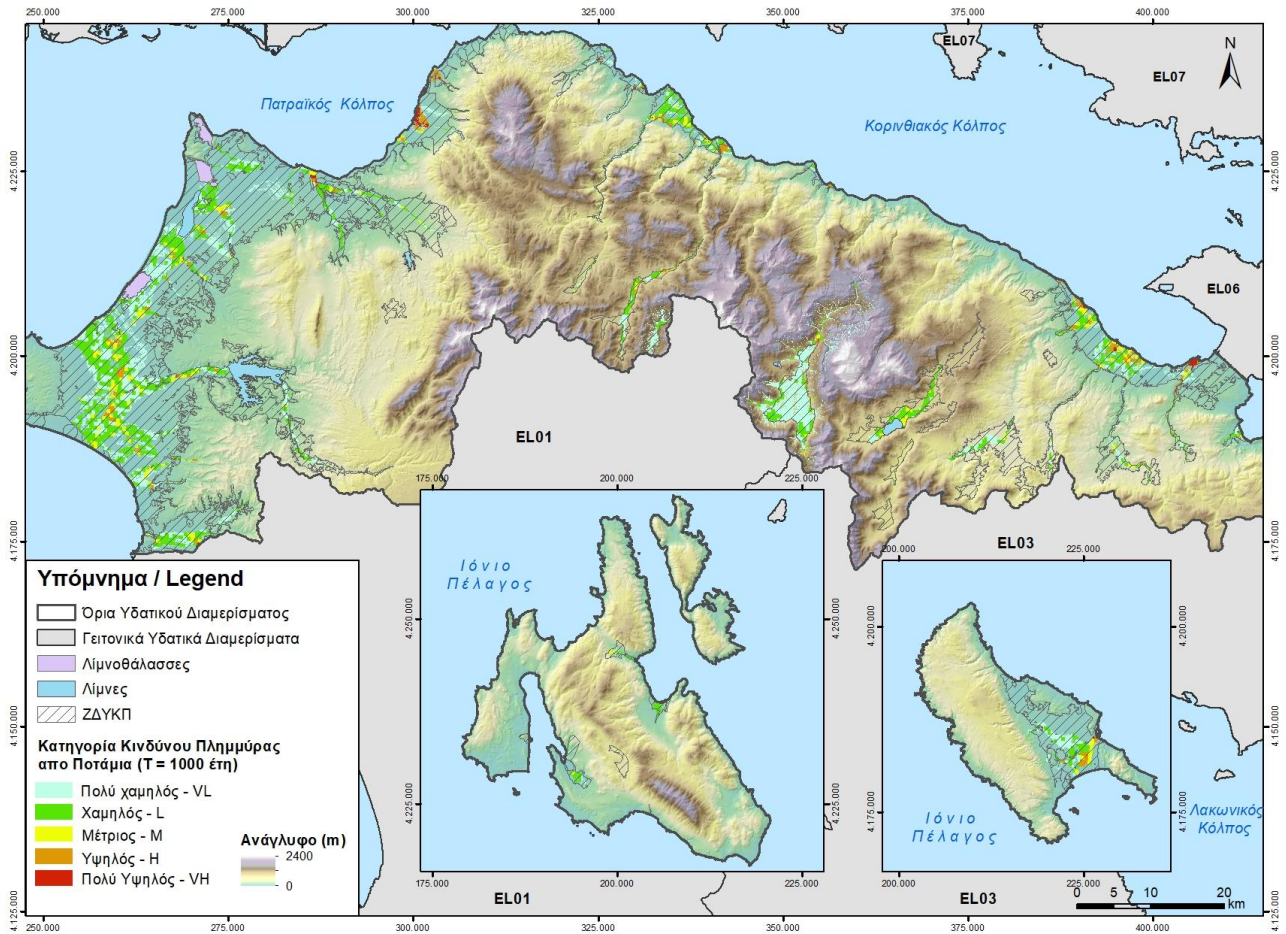 250.000
275.000
300.000
325.000
350.000
375.000
400.000
EL07
N
EL07
Πατραϊκός Κόλπος
Κορινθιακός Κόλπος
4.225.000
4.225.000
EL06
4.200.000
4.200.000
EL01
175.000
200.000
225.000
4.175.000
4.175.000
EL03
200.000
225.000
Υπόμνημα / Legend
Όρια Υδατικού Διαμερίσματος
Γειτονικά Υδατικά Διαμερίσματα
Λιμνοθάλασσες
Λίμνες
ΖΔΥΚΠ
Κατηγορία Κινδύνου Πλημμύρας
απο Ποτάμια (Τ = 1000 έτη)
Πολύ χαμηλός - VL
Χαμηλός - L
Μέτριος - M
Υψηλός - H
Πολύ Υψηλός - VH
Ανάγλυφο (m)
2400
0
Ιόνιο
Πέλαγος
4.250.000
4.250.000
4.225.000
4.225.000
175.000
200.000
225.000
EL01
4.200.000
4.200.000
4.175.000
4.175.000
Ιόνιο
Πέλαγος
200.000
225.000
EL03
Λακωνικός
Κόλπος
4.150.000
4.150.000
4.125.000
4.125.000
0 5 10 20
km
250.000
275.000
300.000
325.000
350.000
375.000
400.000